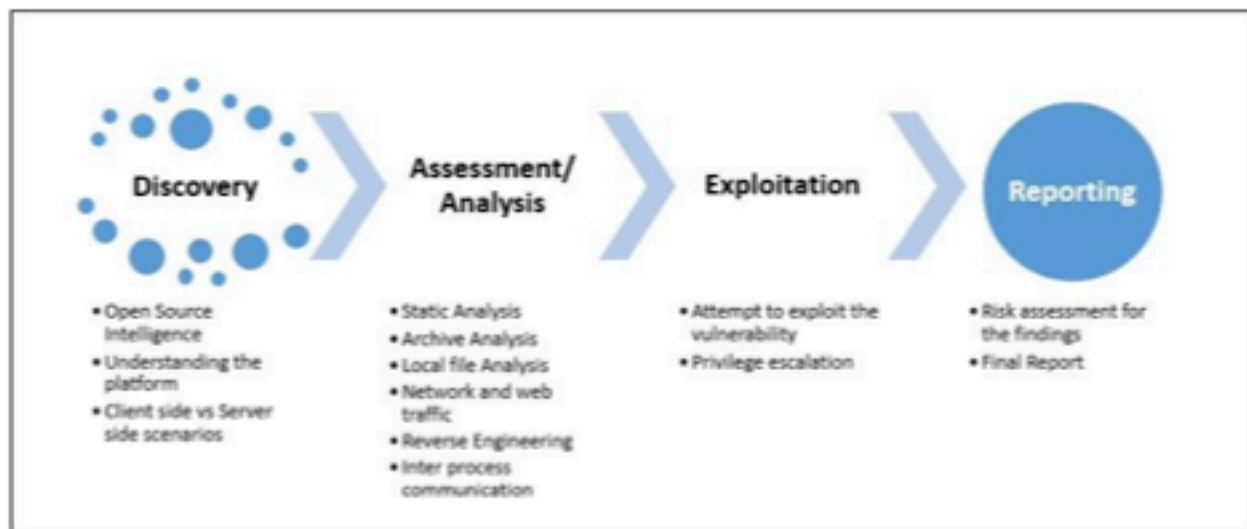 Discovery
• Open Source
Intelligence
• Understanding the
platform
• Client side vs Server
side scenarios
Assessment/
Analysis
• Static Analysis
• Archive Analysis
• Local file Analysis
• Network and web
traffic
• Reverse Engineering
• Inter process
communication
Exploitation
• Attempt to exploit the
vulnerability
• Privilege escalation
Reporting
• Risk assessment for
the findings
• Final Report